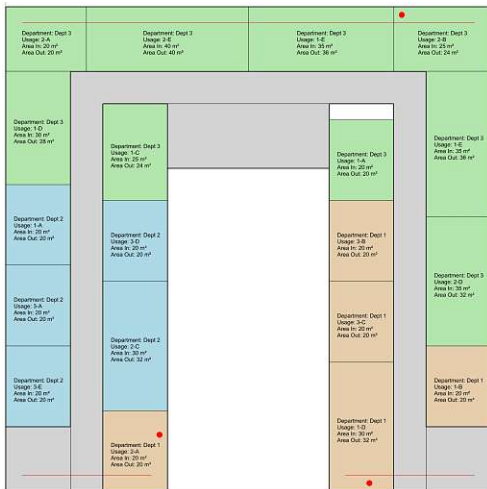 Department: Dept 3
Usage: 2-A
Area In: 20 m²
Area Out: 20 m²
Department: Dept 3
Usage: 2-E
Area In: 40 m²
Area Out: 40 m²
Department: Dept 3
Usage: 1-E
Area In: 35 m²
Area Out: 36 m²
Department: Dept 3
Usage: 2-B
Area In: 25 m²
Area Out: 24 m²
Department: Dept 3
Usage: 1-D
Area In: 30 m²
Area Out: 28 m²
Department: Dept 3
Usage: 1-C
Area In: 25 m²
Area Out: 24 m²
Department: Dept 3
Usage: 1-A
Area In: 20 m²
Area Out: 20 m²
Department: Dept 3
Usage: 1-E
Area In: 35 m²
Area Out: 36 m²
Department: Dept 2
Usage: 1-A
Area In: 20 m²
Area Out: 20 m²
Department: Dept 2
Usage: 3-D
Area In: 20 m²
Area Out: 20 m²
Department: Dept 1
Usage: 3-B
Area In: 20 m²
Area Out: 20 m²
Department: Dept 3
Usage: 2-D
Area In: 35 m²
Area Out: 32 m²
Department: Dept 2
Usage: 3-A
Area In: 20 m²
Area Out: 20 m²
Department: Dept 2
Usage: 2-C
Area In: 30 m²
Area Out: 32 m²
Department: Dept 1
Usage: 3-C
Area In: 20 m²
Area Out: 20 m²
Department: Dept 2
Usage: 3-E
Area In: 20 m²
Area Out: 20 m²
Department: Dept 1
Usage: 1-B
Area In: 20 m²
Area Out: 20 m²
Department: Dept 1
Usage: 2-A
Area In: 20 m²
Area Out: 20 m²
Department: Dept 1
Usage: 1-D
Area In: 30 m²
Area Out: 32 m²